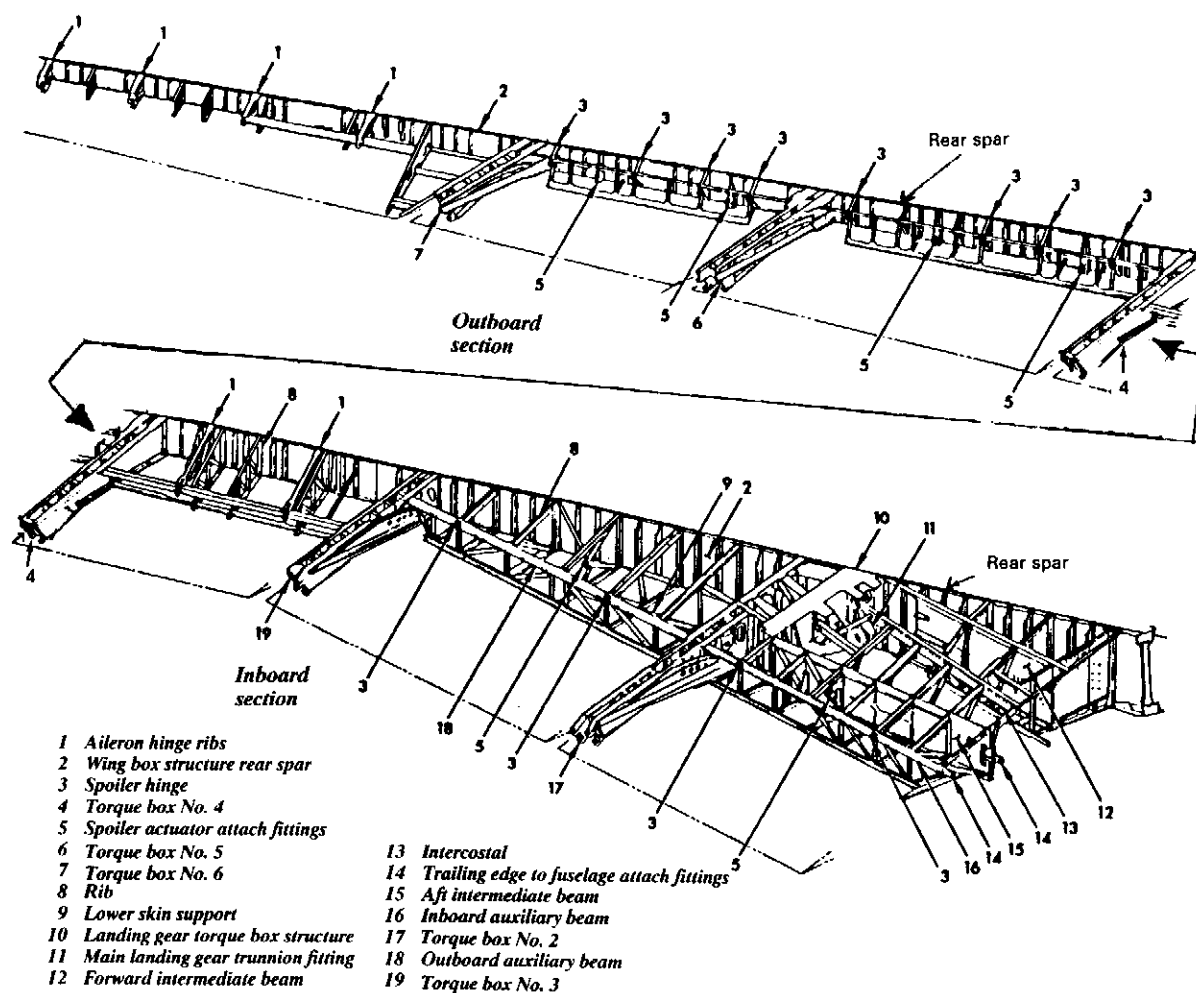 1 1 1 1 2 3 3 3 3 3 3 3 3
Rear spar
7 5 5 6 5 5 4
Outboard
section
1 8 1 8 9 2 10 11
Rear spar
4 19 3 18 5 3 17 3 5 3 16 14 15 14 13 12
Inboard
section
1 Aileron hinge ribs
2 Wing box structure rear spar
3 Spoiler hinge
4 Torque box No. 4
5 Spoiler actuator attach fittings
6 Torque box No. 5
7 Torque box No. 6
8 Rib
9 Lower skin support
10 Landing gear torque box structure
11 Main landing gear trunnion fitting
12 Forward intermediate beam
13 Intercostal
14 Trailing edge to fuselage attach fittings
15 Aft intermediate beam
16 Inboard auxiliary beam
17 Torque box No. 2
18 Outboard auxiliary beam
19 Torque box No. 3